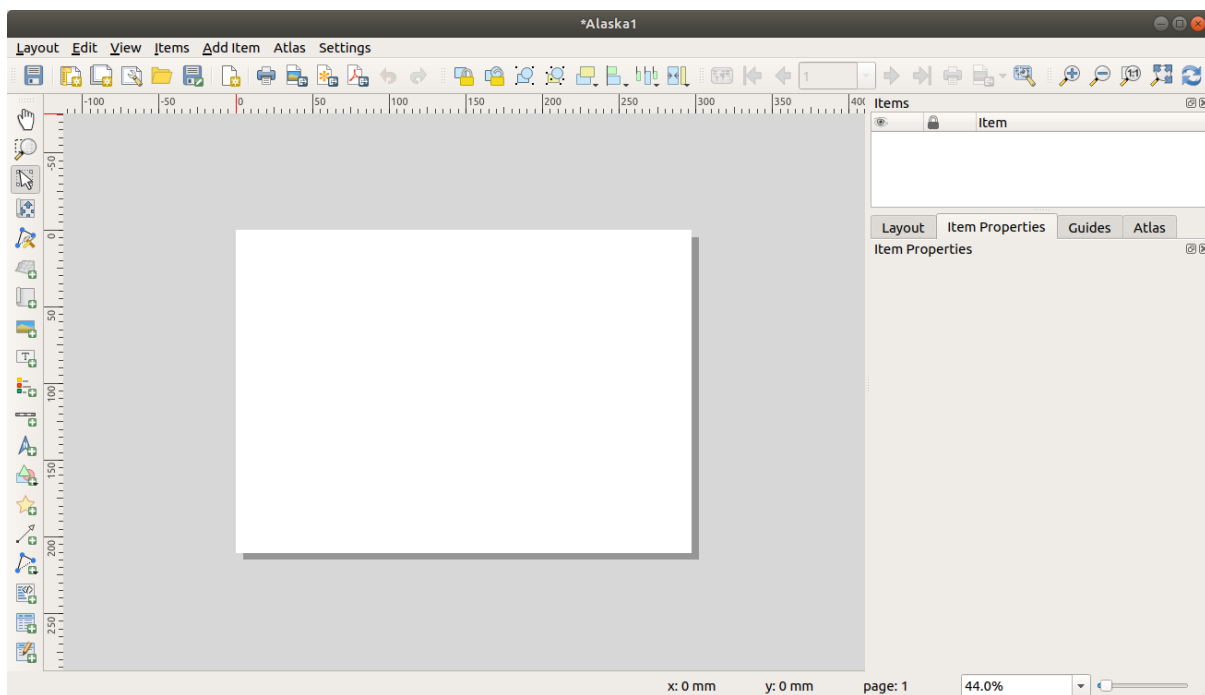 *Alaska1
Layout Edit View Items Add Item Atlas Settings
1:1
1
-100 -50 0 50 100 150 200 250 300 350 400
Items
Item
Layout Item Properties Guides Atlas
Item Properties
-50
0
50
100
150
200
250
x: 0 mm y: 0 mm page: 1 44.0%